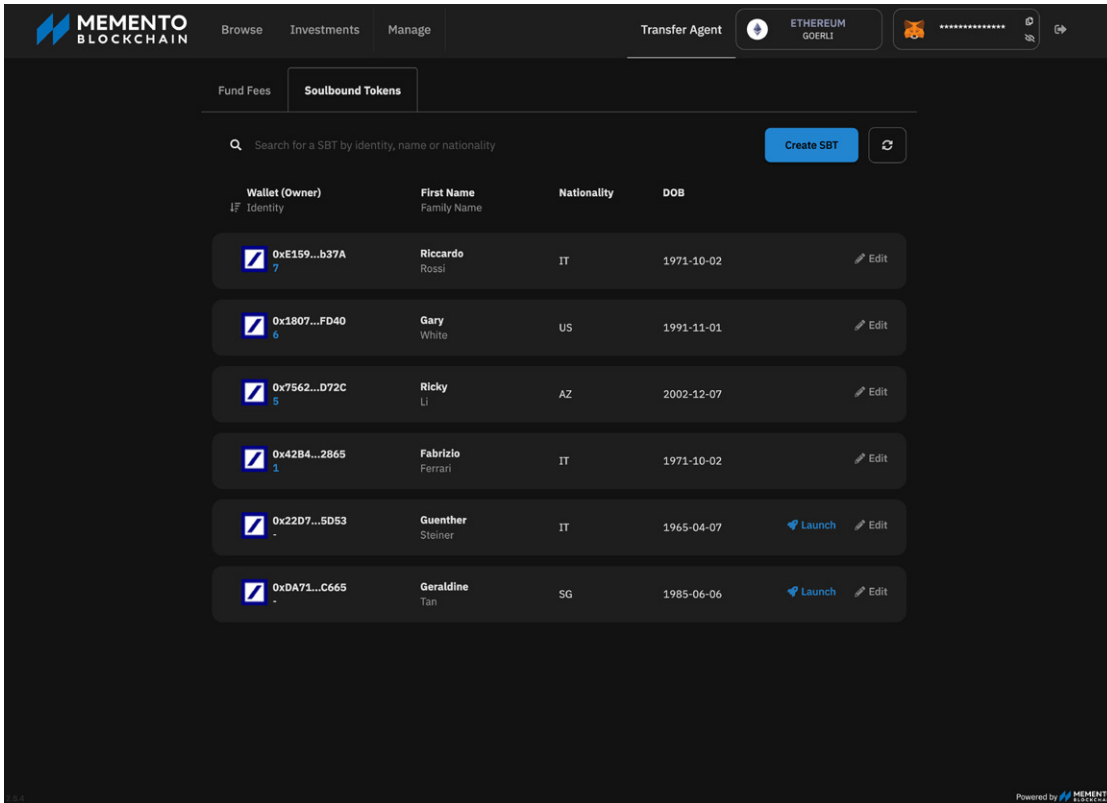 MEMENTO
BLOCKCHAIN
Browse
Investments
Manage
Transfer Agent
ETHEREUM
GOERLI
**************
Fund Fees
Soulbound Tokens
Search for a SBT by identity, name or nationality
Create SBT
Wallet (Owner)
Identity
First Name
Family Name
Nationality
DOB
0xE159...b37A
7
Riccardo
Rossi
IT
1971-10-02
Edit
0x1807...FD40
6
Gary
White
US
1991-11-01
Edit
0x7562...D72C
5
Ricky
Li
AZ
2002-12-07
Edit
0x42B4...2865
1
Fabrizio
Ferrari
IT
1971-10-02
Edit
0x22D7...5D53
-
Guenther
Steiner
IT
1965-04-07
Launch
Edit
0xDA71...C665
-
Geraldine
Tan
SG
1985-06-06
Launch
Edit
Powered by
MEMENT
BLOCKCHA